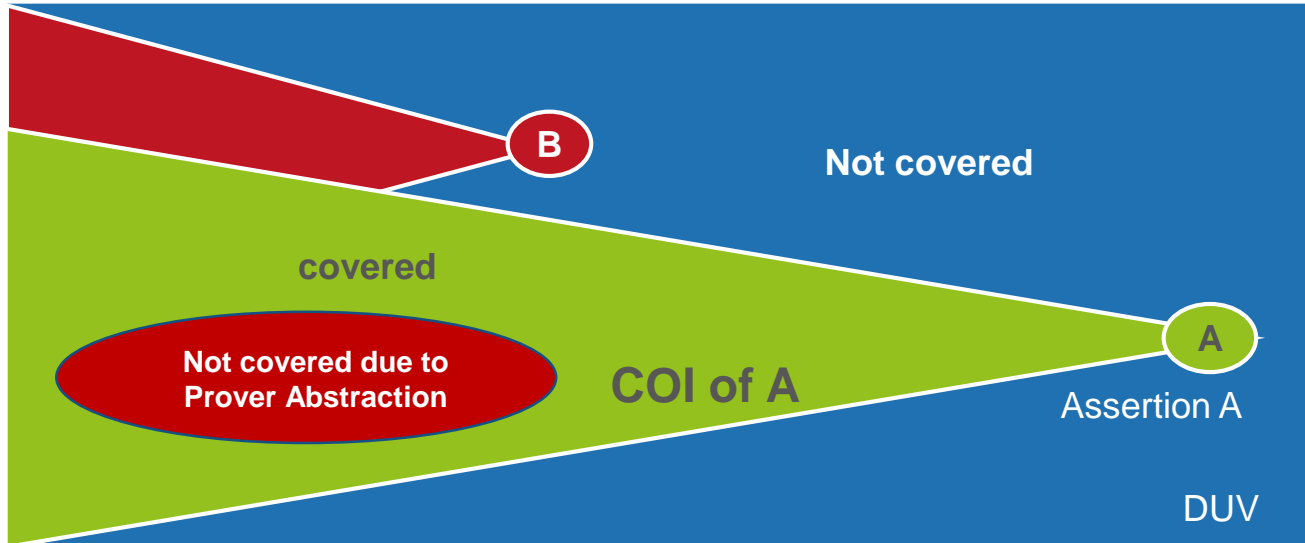 B
Not covered
covered
A
Not covered due to
Prover Abstraction
COI of A
Assertion A
DUV